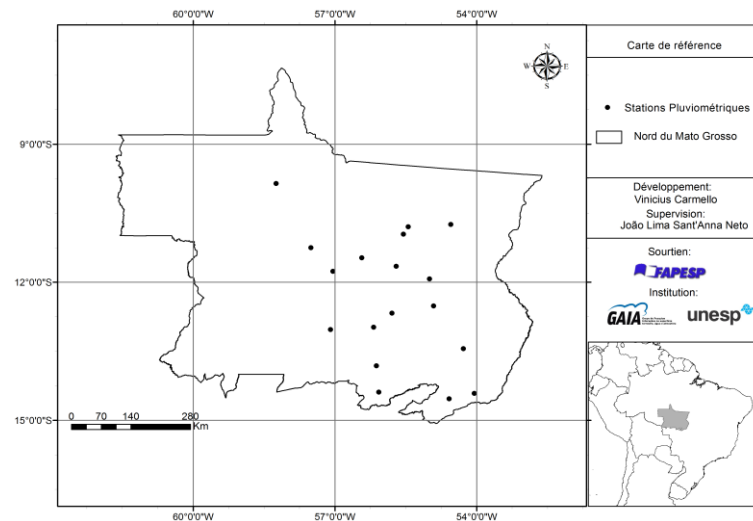 60°0'0"W 57°0'0"W 54°0'0"W
N
W E
S
9°0'0"S
12°0'0"S
15°0'0"S
0 70 140 280
Km
60°0'0"W 57°0'0"W 54°0'0"W
Carte de référence
Stations Pluviométriques
Nord du Mato Grosso
Développement:
Vinicius Carmello
Supervision:
João Lima Sant'Anna Neto
Sourtien:
FAPESP
Institution:
GAIA
unesp